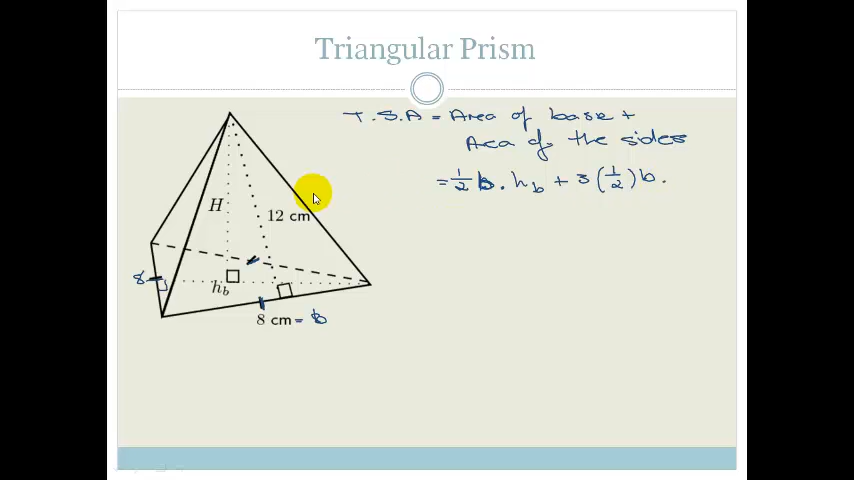 Triangular Prism
T.S.A = Area of base +
Area of the sides
= 1/2 b . h_b + 3 (1/2) b .
H
12 cm
8
h_b
8 cm = b